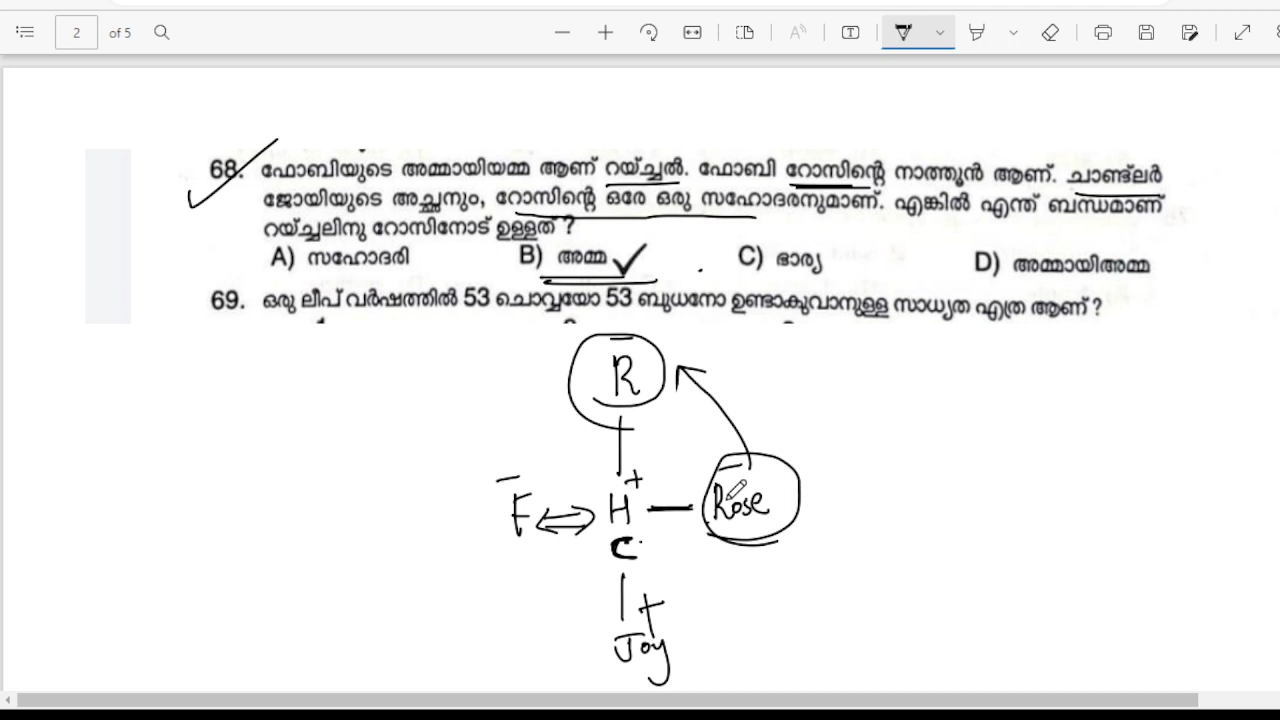 2 of 5
68. ഫോബിയുടെ അമ്മായിയമ്മ ആണ് റയ്ച്ചൽ. ഫോബി റോസിന്റെ നാത്തൂൻ ആണ്. ചാണ്ട്ലർ
ജോയിയുടെ അച്ഛനും, റോസിന്റെ ഒരേ ഒരു സഹോദരനുമാണ്. എങ്കിൽ എന്ത് ബന്ധമാണ്
റയ്ച്ചലിനു റോസിനോട് ഉള്ളത് ?
A) സഹോദരി B) അമ്മ C) ഭാര്യ D) അമ്മായിഅമ്മ
69. ഒരു ലീപ് വർഷത്തിൽ 53 ചൊവ്വയോ 53 ബുധനോ ഉണ്ടാകുവാനുള്ള സാധ്യത എത്ര ആണ് ?
R
F H Rose
C
Joy